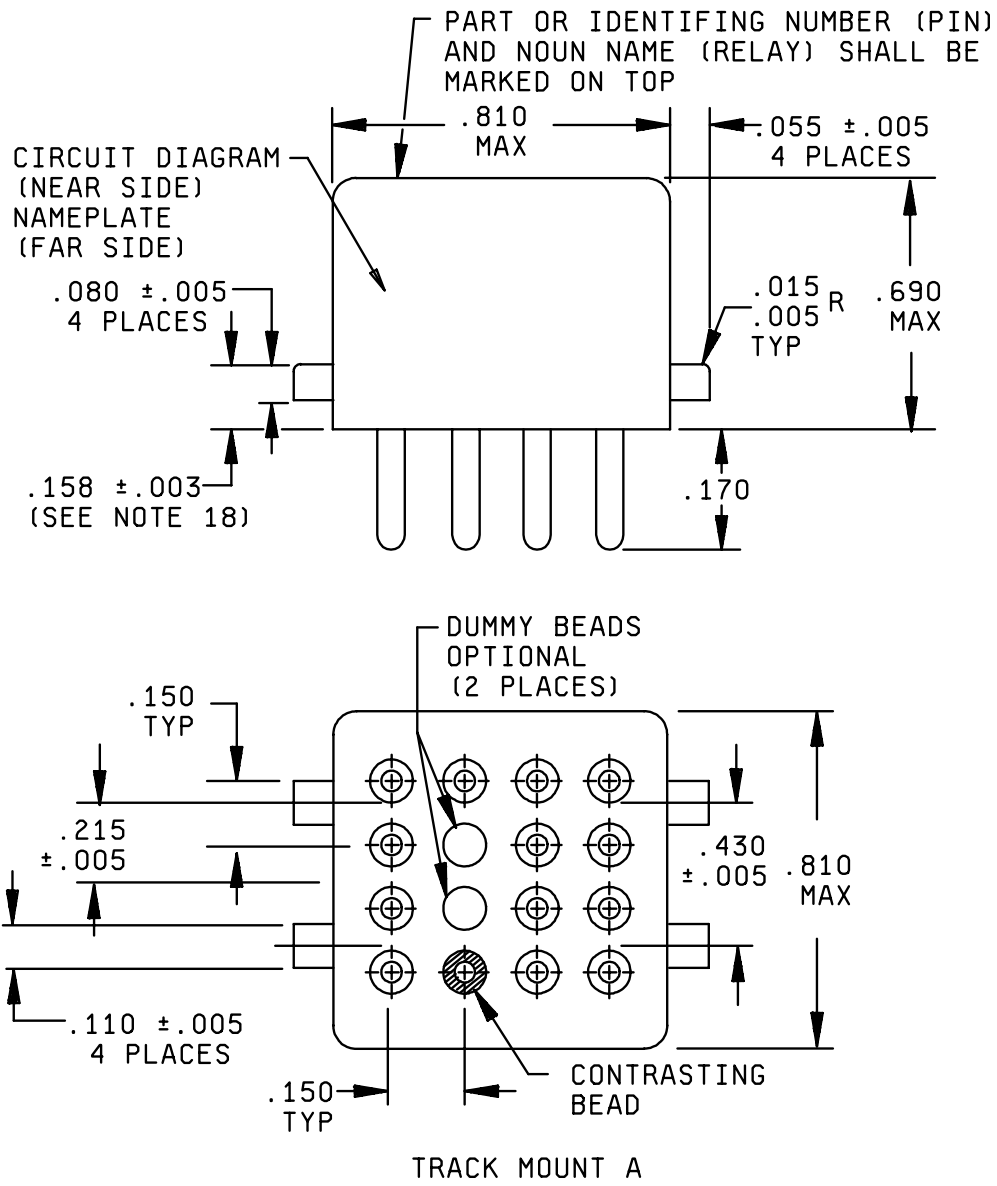 PART OR IDENTIFING NUMBER (PIN)
AND NOUN NAME (RELAY) SHALL BE
MARKED ON TOP
.810
MAX
.055 ±.005
4 PLACES
CIRCUIT DIAGRAM
(NEAR SIDE)
NAMEPLATE
(FAR SIDE)
.080 ±.005
4 PLACES
.015
.005 R
TYP
.690
MAX
.158 ±.003
(SEE NOTE 18)
.170
DUMMY BEADS
OPTIONAL
(2 PLACES)
.150
TYP
.215
±.005
.430
±.005
.810
MAX
.110 ±.005
4 PLACES
.150
TYP
CONTRASTING
BEAD
TRACK MOUNT A